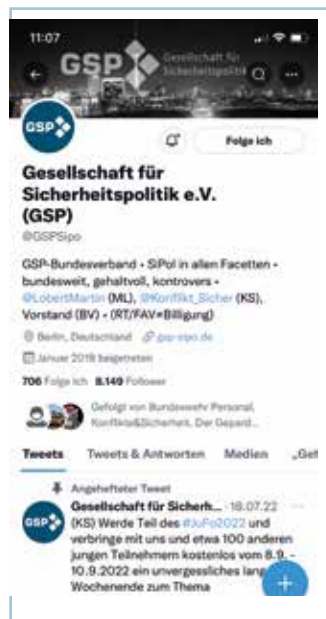 11:07
GSP Gesellschaft für
Sicherheitspolitik
GSP
Folge ich
Gesellschaft für
Sicherheitspolitik e.V.
(GSP)
@GSPSipo
GSP-Bundesverband • SiPol in allen Facetten •
bundesweit, gehaltvoll, kontrovers •
@LobertMartin (ML), @Konflikt_Sicher (KS),
Vorstand (BV) • (RT/FAV≠Billigung)
Berlin, Deutschland gsp-sipo.de
Januar 2019 beigetreten
706 Folge ich 8.149 Follower
Gefolgt von Bundeswehr Personal,
Konflikte&Sicherheit, Der Gepard...
Tweets Tweets & Antworten Medien „Gef
Angehefteter Tweet
Gesellschaft für Sicherh... · 18.07.22
GSP
(KS) Werde Teil des #JuFo2022 und
verbringe mit uns und etwa 100 anderen
jungen Teilnehmern kostenlos vom 8.9. -
10.9.2022 ein unvergessliches lang
Wochenende zum Thema